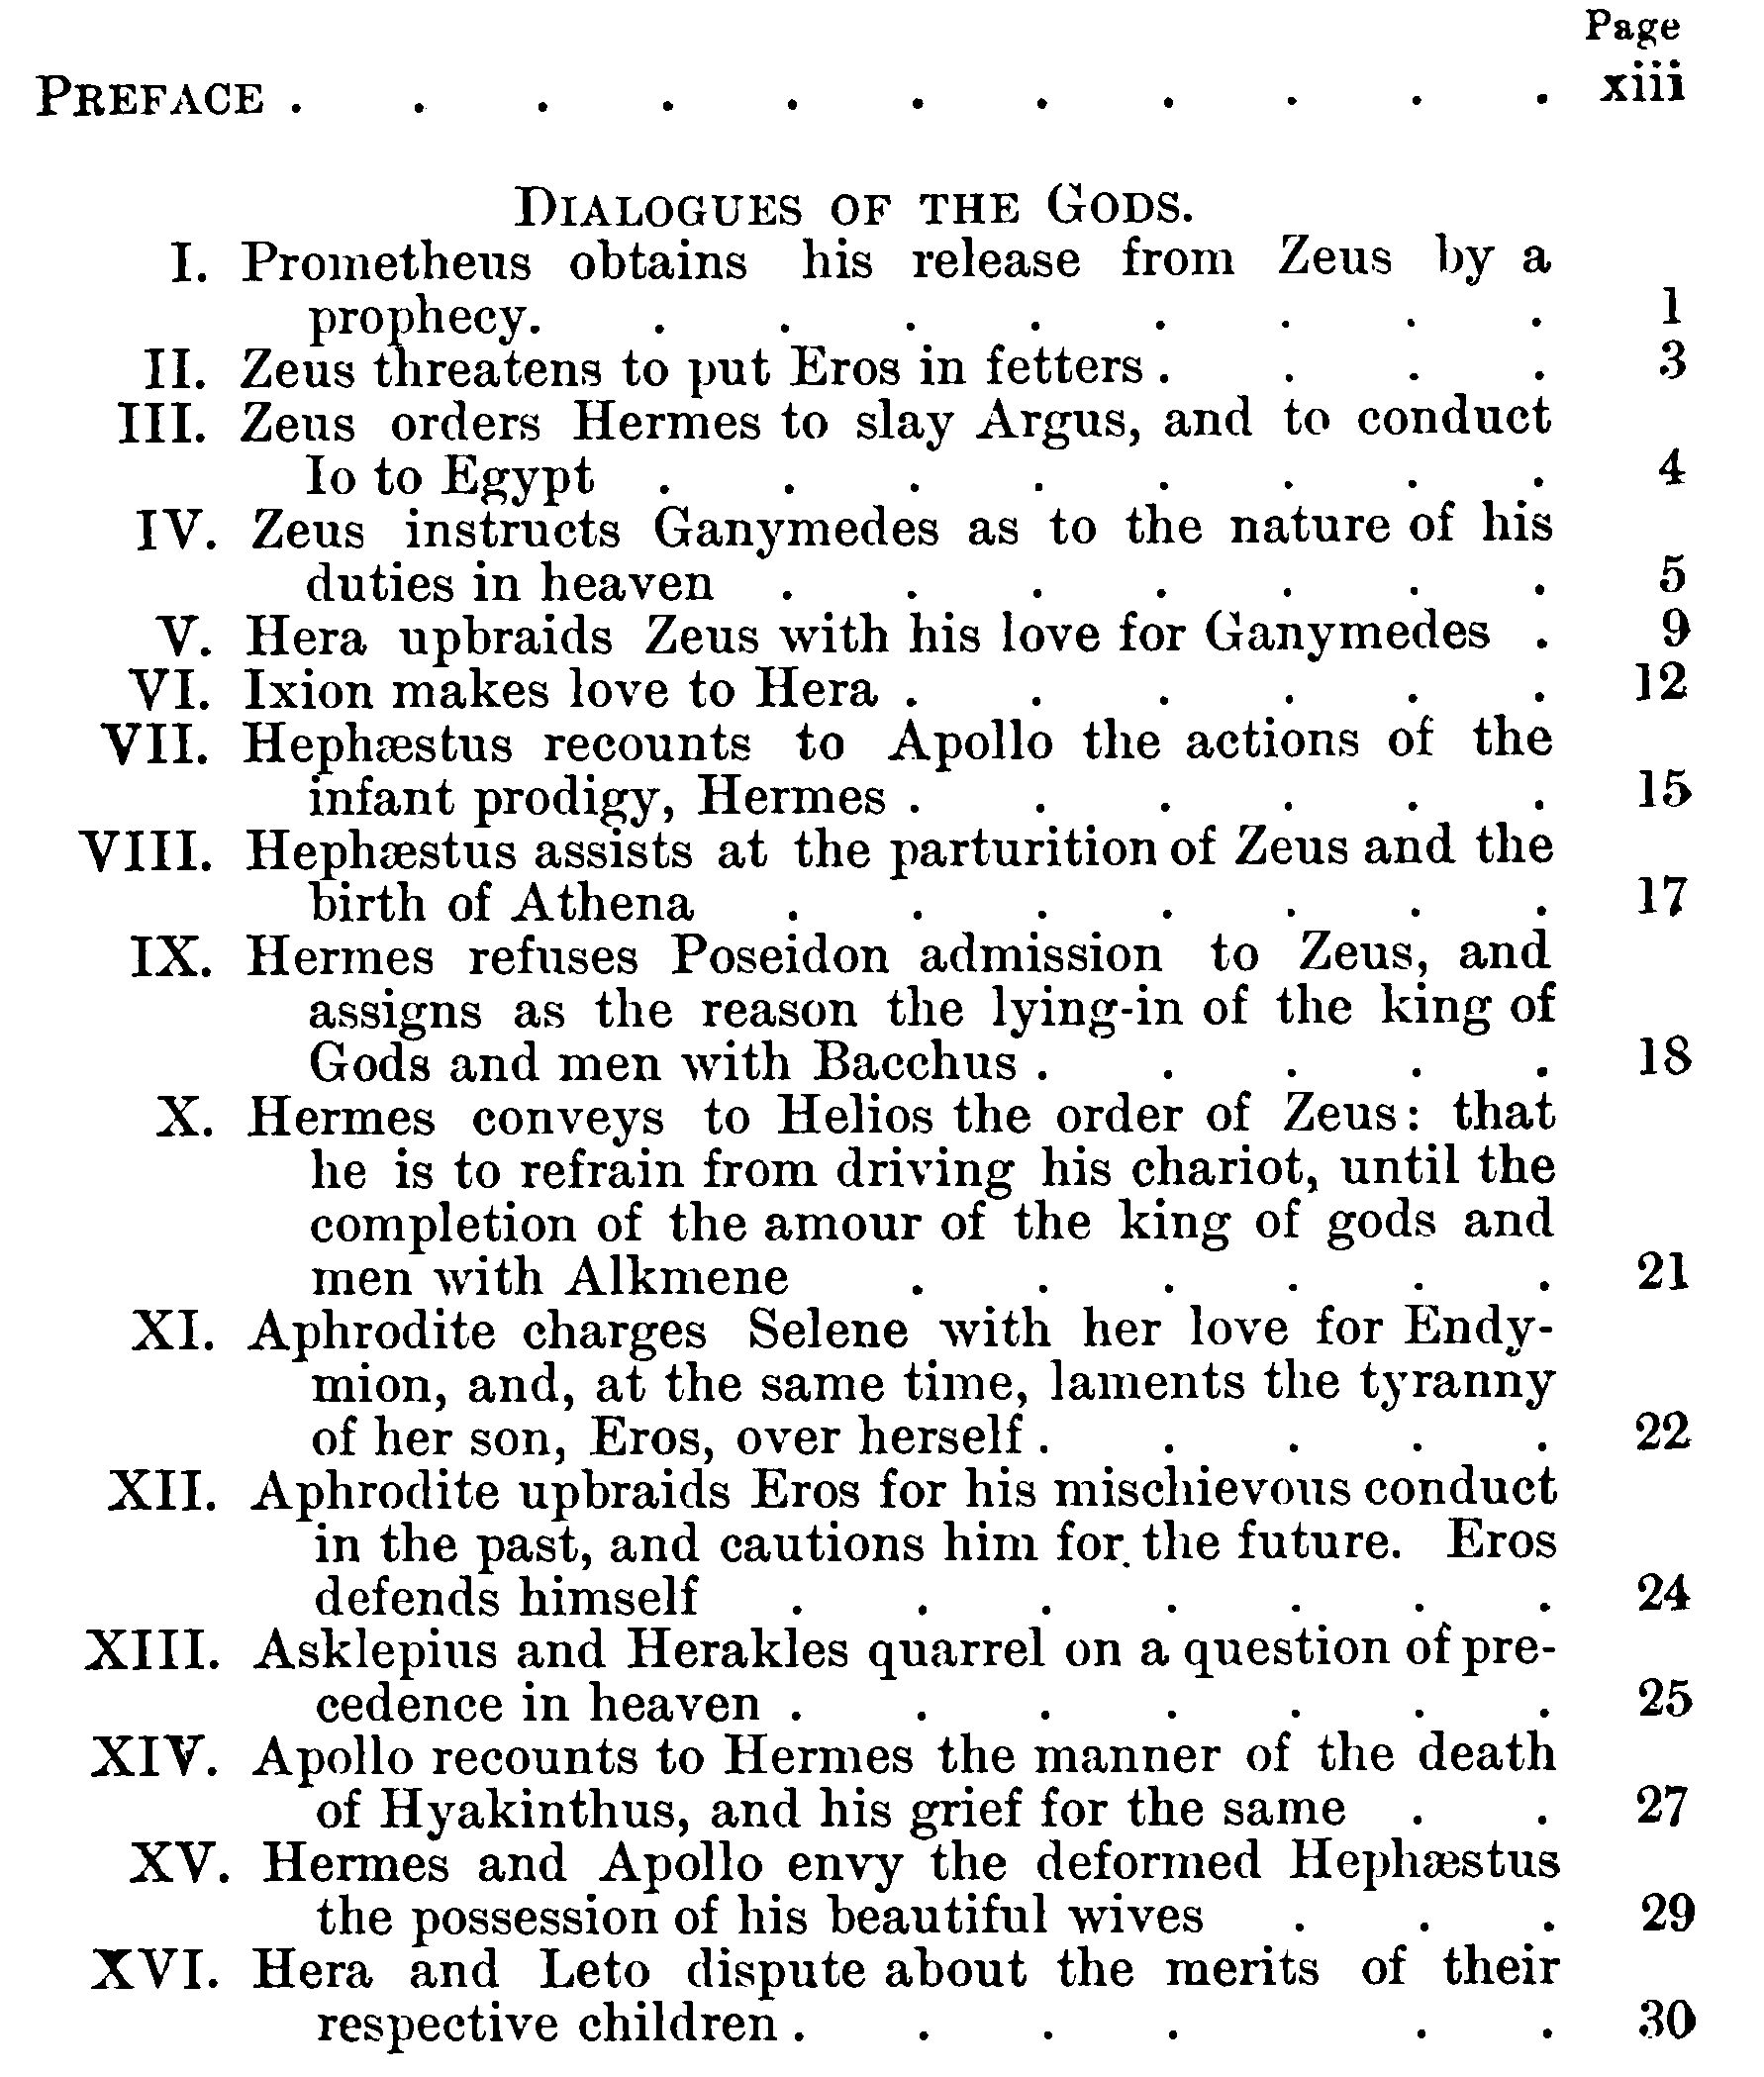 Page
PREFACE . . . . . . . . . . . xiii
DIALOGUES OF THE GODS.
I. Prometheus obtains his release from Zeus by a
prophecy. . . . . . . . . 1
II. Zeus threatens to put Eros in fetters . . . . 3
III. Zeus orders Hermes to slay Argus, and to conduct
Io to Egypt . . . . . . . . 4
IV. Zeus instructs Ganymedes as to the nature of his
duties in heaven . . . . . . . 5
V. Hera upbraids Zeus with his love for Ganymedes . 9
VI. Ixion makes love to Hera . . . . . . 12
VII. Hephæstus recounts to Apollo the actions of the
infant prodigy, Hermes . . . . . . 15
VIII. Hephæstus assists at the parturition of Zeus and the
birth of Athena . . . . . . . 17
IX. Hermes refuses Poseidon admission to Zeus, and
assigns as the reason the lying-in of the king of
Gods and men with Bacchus . . . . . 18
X. Hermes conveys to Helios the order of Zeus: that
he is to refrain from driving his chariot, until the
completion of the amour of the king of gods and
men with Alkmene . . . . . . 21
XI. Aphrodite charges Selene with her love for Endy-
mion, and, at the same time, laments the tyranny
of her son, Eros, over herself . . . . . 22
XII. Aphrodite upbraids Eros for his mischievous conduct
in the past, and cautions him for the future. Eros
defends himself . . . . . . . 24
XIII. Asklepius and Herakles quarrel on a question of pre-
cedence in heaven . . . . . . . 25
XIV. Apollo recounts to Hermes the manner of the death
of Hyakinthus, and his grief for the same . . 27
XV. Hermes and Apollo envy the deformed Hephæstus
the possession of his beautiful wives . . . 29
XVI. Hera and Leto dispute about the merits of their
respective children . . . . . . 30